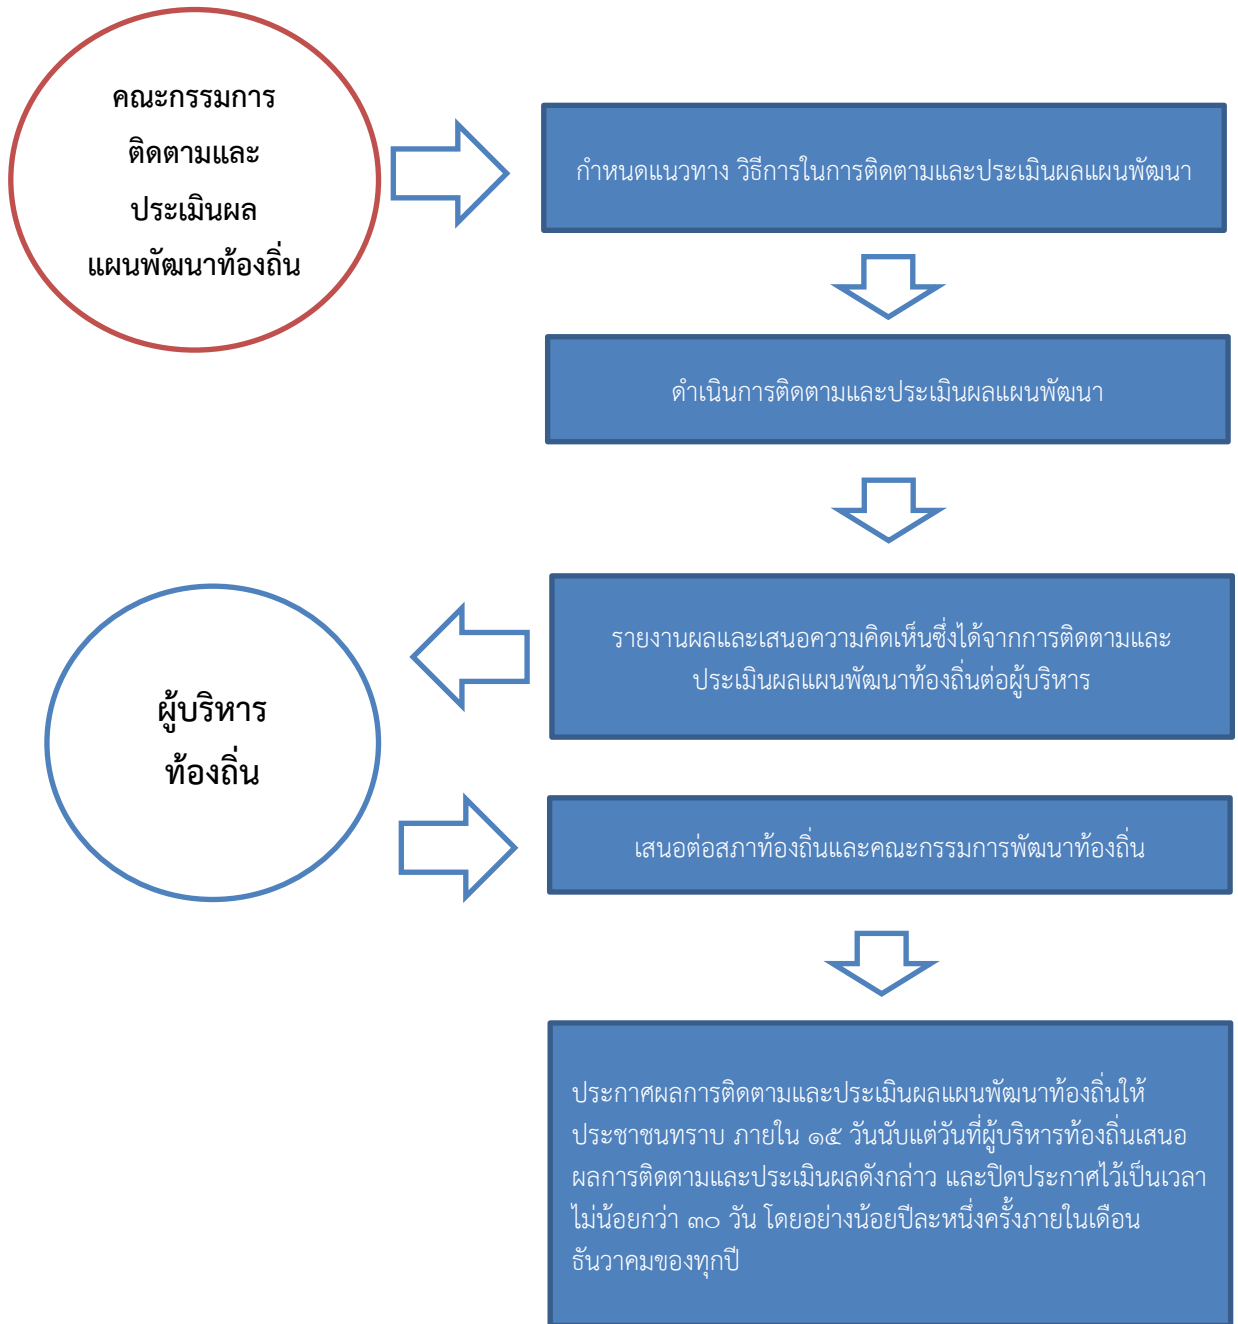 คณะกรรมการ
ติดตามและ
ประเมินผล
แผนพัฒนาท้องถิ่น
กำหนดแนวทาง วิธีการในการติดตามและประเมินผลแผนพัฒนา
ดำเนินการติดตามและประเมินผลแผนพัฒนา
รายงานผลและเสนอความคิดเห็นซึ่งได้จากการติดตามและ
ประเมินผลแผนพัฒนาท้องถิ่นต่อผู้บริหาร
ผู้บริหาร
ท้องถิ่น
เสนอต่อสภาท้องถิ่นและคณะกรรมการพัฒนาท้องถิ่น
ประกาศผลการติดตามและประเมินผลแผนพัฒนาท้องถิ่นให้
ประชาชนทราบ ภายใน ๑๕ วันนับแต่วันที่ผู้บริหารท้องถิ่นเสนอ
ผลการติดตามและประเมินผลดังกล่าว และปิดประกาศไว้เป็นเวลา
ไม่น้อยกว่า ๓๐ วัน โดยอย่างน้อยปีละหนึ่งครั้งภายในเดือน
ธันวาคมของทุกปี